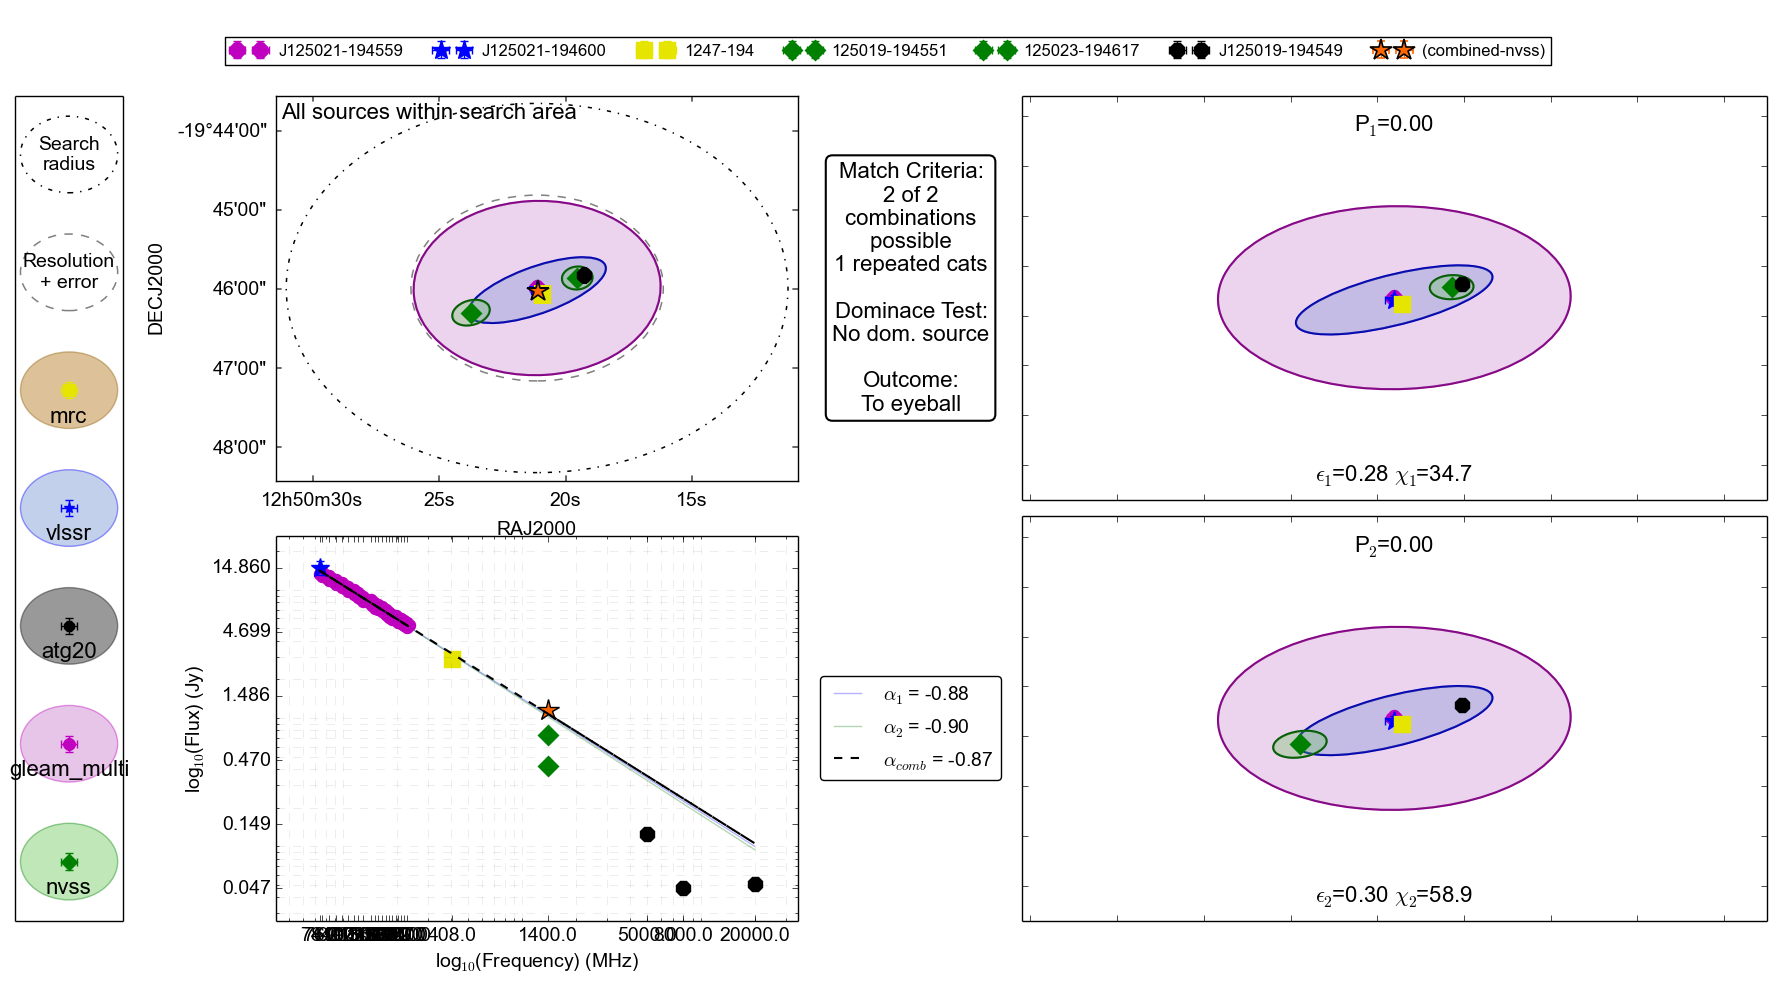 J125021-194559
J125021-194600
1247-194
125019-194551
125023-194617
J125019-194549
(combined-nvss)
Search
radius
Resolution
+ error
mrc
vlssr
atg20
gleam_multi
nvss
All sources within search area
DECJ2000
-19°44'00"
45'00"
46'00"
47'00"
48'00"
12h50m30s
25s
20s
15s
RAJ2000
Match Criteria:
2 of 2
combinations
possible
1 repeated cats
Dominace Test:
No dom. source
Outcome:
To eyeball
P₁=0.00
ϵ₁=0.28 χ₁=34.7
P₂=0.00
ϵ₂=0.30 χ₂=58.9
log₁₀(Flux) (Jy)
14.860
4.699
1.486
0.470
0.149
0.047
408.0
1400.0
5000.0
8000.0
20000.0
log₁₀(Frequency) (MHz)
α₁ = -0.88
α₂ = -0.90
α_comb = -0.87